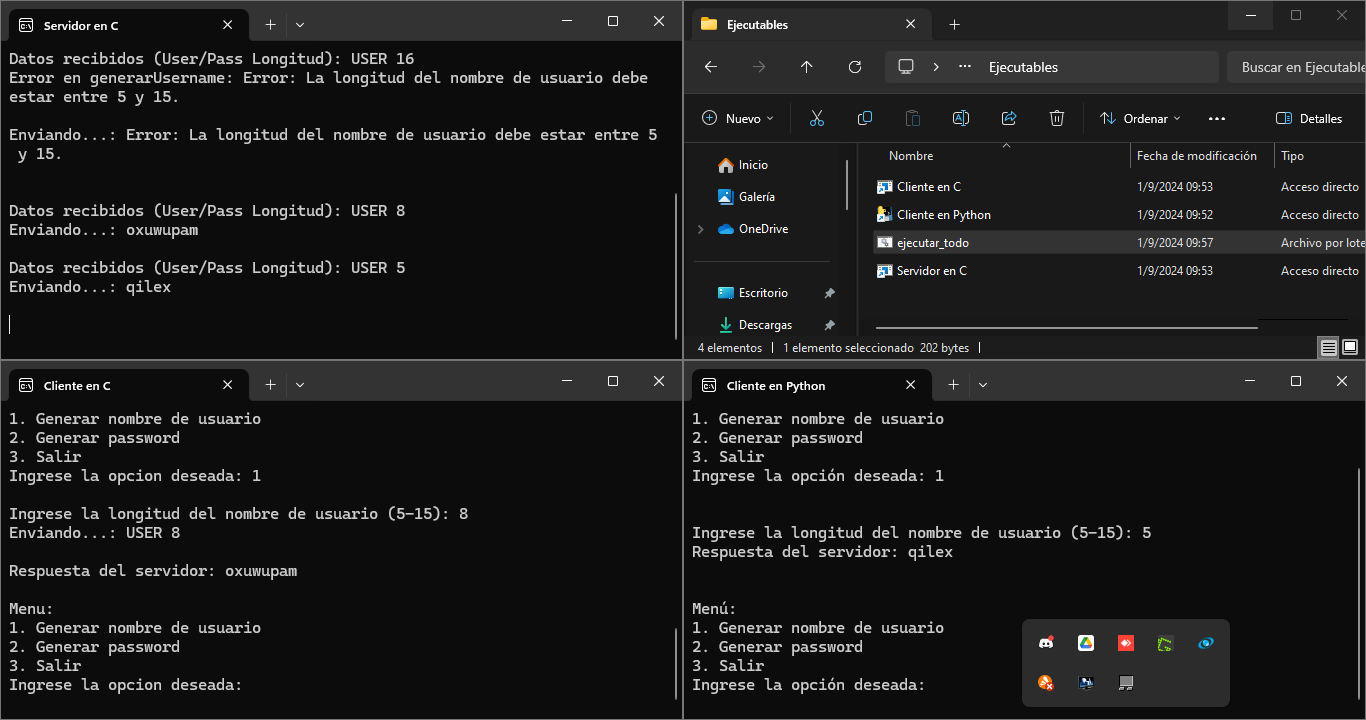 Servidor en C
Datos recibidos (User/Pass Longitud): USER 16
Error en generarUsername: Error: La longitud del nombre de usuario debe
estar entre 5 y 15.
Enviando...: Error: La longitud del nombre de usuario debe estar entre 5
y 15.
Datos recibidos (User/Pass Longitud): USER 8
Enviando...: oxuwupam
Datos recibidos (User/Pass Longitud): USER 5
Enviando...: qilex
Ejecutables
Ejecutables
Buscar en Ejecutable
Nuevo
Ordenar
Detalles
Inicio
Galería
OneDrive
Escritorio
Descargas
Nombre Fecha de modificación Tipo
Cliente en C 1/9/2024 09:53 Acceso directo
Cliente en Python 1/9/2024 09:52 Acceso directo
ejecutar_todo 1/9/2024 09:57 Archivo por lote
Servidor en C 1/9/2024 09:53 Acceso directo
4 elementos 1 elemento seleccionado 202 bytes
Cliente en C
1. Generar nombre de usuario
2. Generar password
3. Salir
Ingrese la opcion deseada: 1
Ingrese la longitud del nombre de usuario (5-15): 8
Enviando...: USER 8
Respuesta del servidor: oxuwupam
Menu:
1. Generar nombre de usuario
2. Generar password
3. Salir
Ingrese la opcion deseada:
Cliente en Python
1. Generar nombre de usuario
2. Generar password
3. Salir
Ingrese la opción deseada: 1
Ingrese la longitud del nombre de usuario (5-15): 5
Respuesta del servidor: qilex
Menú:
1. Generar nombre de usuario
2. Generar password
3. Salir
Ingrese la opción deseada: